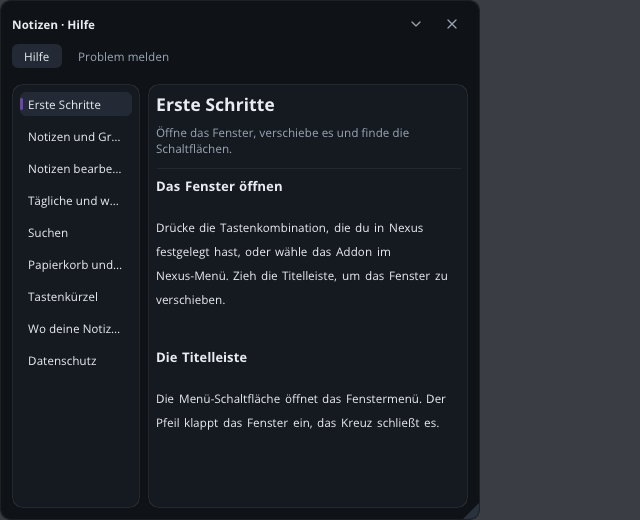 Notizen · Hilfe
Hilfe
Problem melden
Erste Schritte
Notizen und Gr...
Notizen bearbe...
Tägliche und w...
Suchen
Papierkorb und...
Tastenkürzel
Wo deine Notiz...
Datenschutz
Erste Schritte
Öffne das Fenster, verschiebe es und finde die
Schaltflächen.
Das Fenster öffnen
Drücke die Tastenkombination, die du in Nexus
festgelegt hast, oder wähle das Addon im
Nexus-Menü. Zieh die Titelleiste, um das Fenster zu
verschieben.
Die Titelleiste
Die Menü-Schaltfläche öffnet das Fenstermenü. Der
Pfeil klappt das Fenster ein, das Kreuz schließt es.